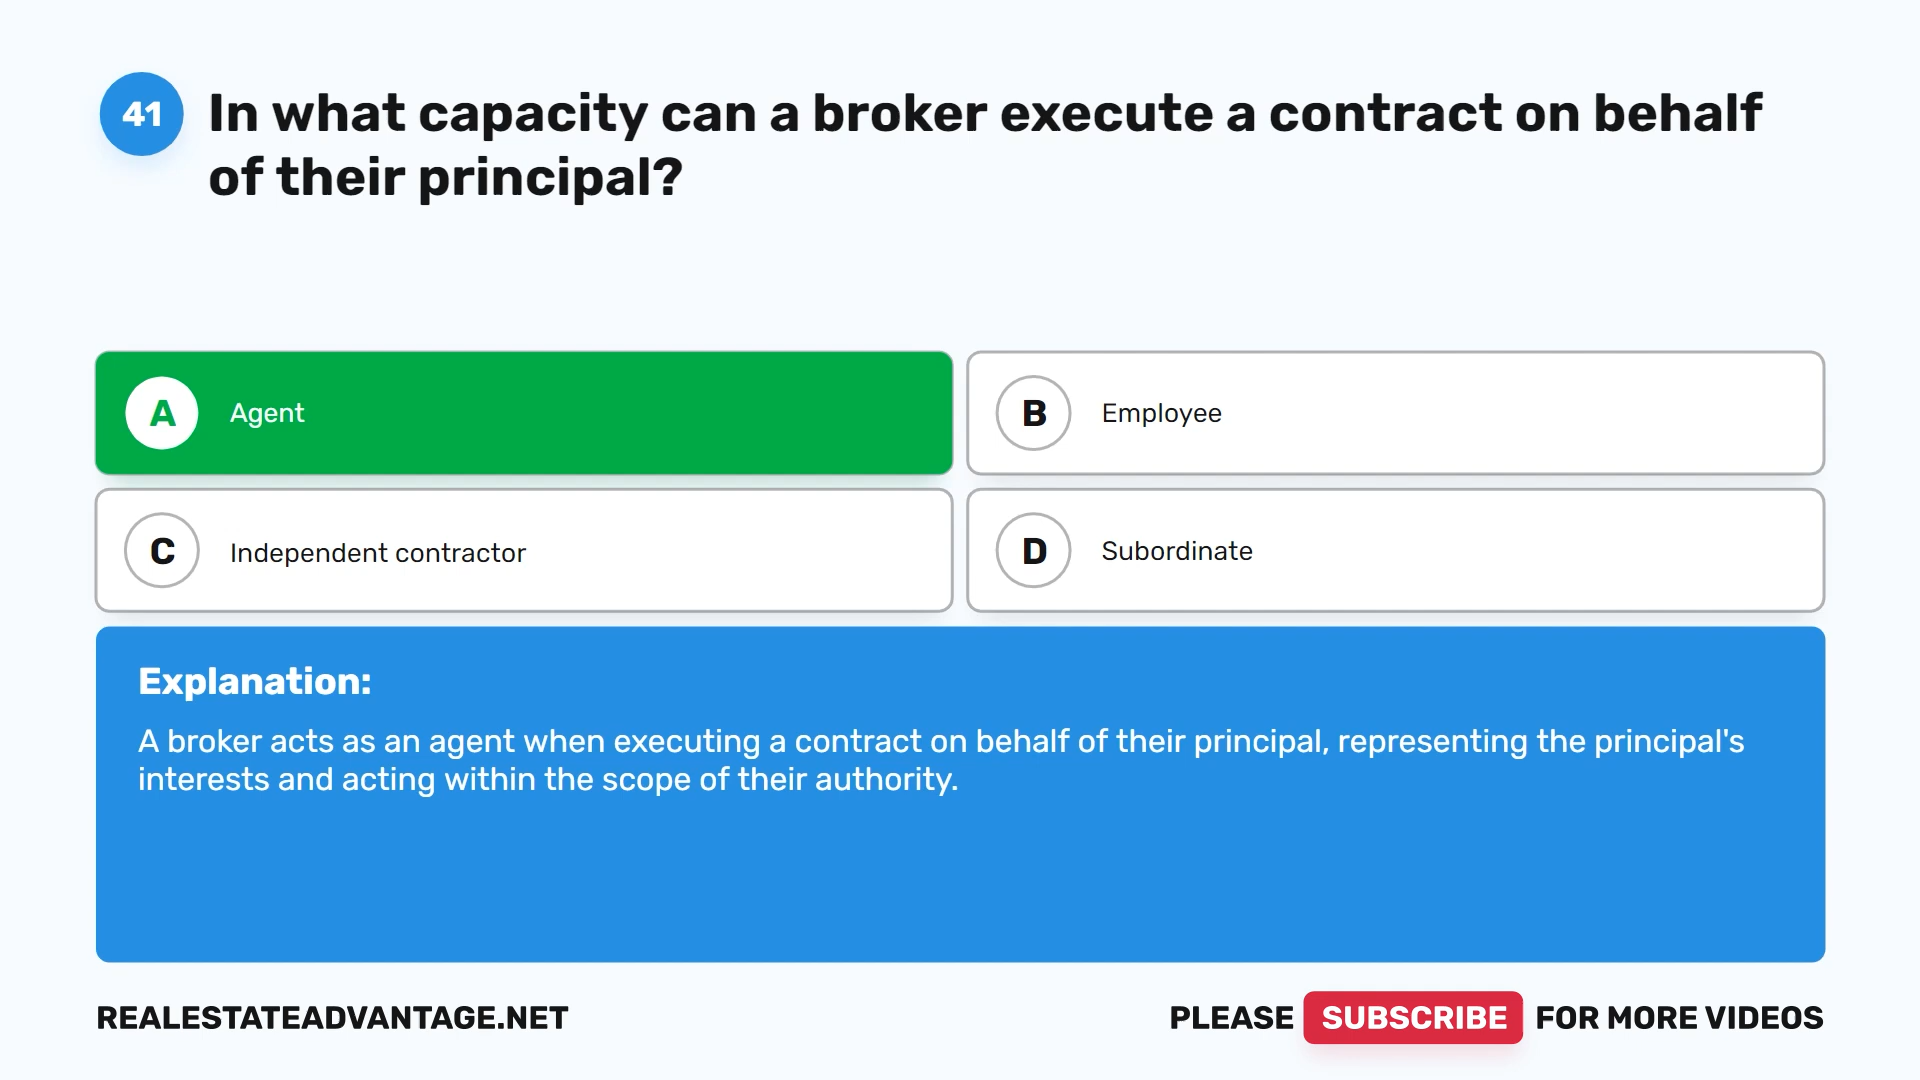 41
In what capacity can a broker execute a contract on behalf
of their principal?
A Agent
B Employee
C Independent contractor
D Subordinate
Explanation:
A broker acts as an agent when executing a contract on behalf of their principal, representing the principal's
interests and acting within the scope of their authority.
REALESTATEADVANTAGE.NET
PLEASE SUBSCRIBE FOR MORE VIDEOS